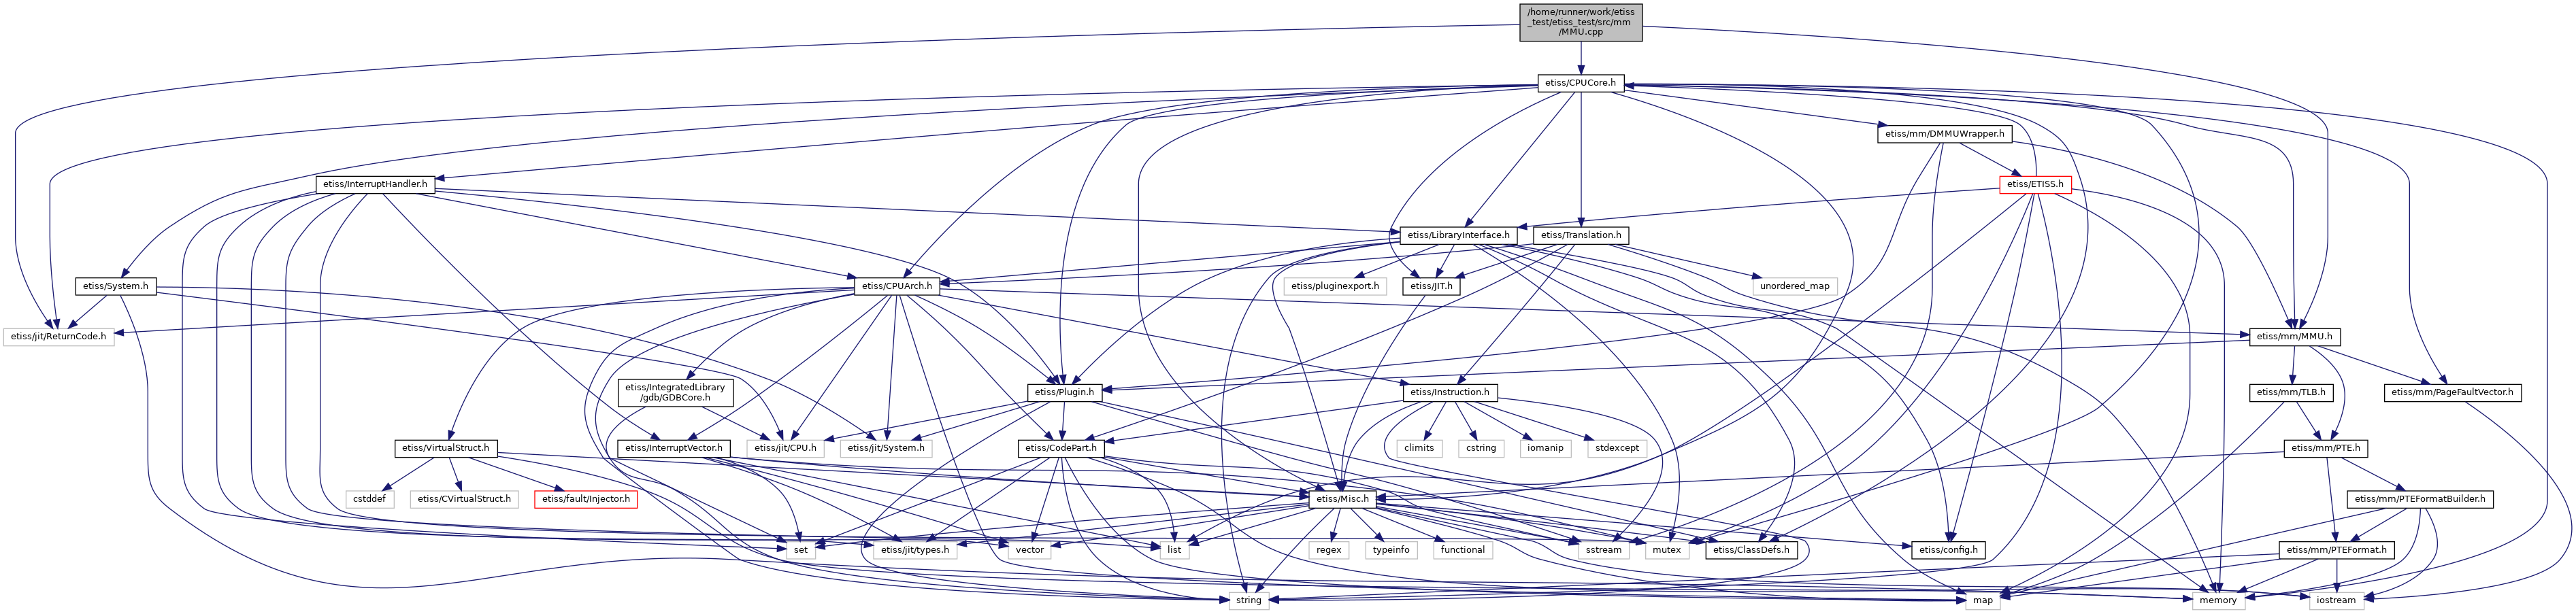 /home/runner/work/etiss
_test/etiss_test/src/mm
/MMU.cpp
etiss/CPUCore.h
etiss/mm/DMMUWrapper.h
etiss/InterruptHandler.h
etiss/ETISS.h
etiss/LibraryInterface.h
etiss/Translation.h
etiss/System.h
etiss/CPUArch.h
etiss/pluginexport.h
etiss/JIT.h
unordered_map
etiss/jit/ReturnCode.h
etiss/mm/MMU.h
etiss/IntegratedLibrary
/gdb/GDBCore.h
etiss/Plugin.h
etiss/Instruction.h
etiss/mm/TLB.h
etiss/mm/PageFaultVector.h
etiss/VirtualStruct.h
etiss/InterruptVector.h
etiss/jit/CPU.h
etiss/jit/System.h
etiss/CodePart.h
climits
cstring
iomanip
stdexcept
etiss/mm/PTE.h
cstddef
etiss/CVirtualStruct.h
etiss/fault/Injector.h
etiss/Misc.h
etiss/mm/PTEFormatBuilder.h
set
etiss/jit/types.h
vector
list
regex
typeinfo
functional
sstream
mutex
etiss/ClassDefs.h
etiss/config.h
etiss/mm/PTEFormat.h
string
map
memory
iostream